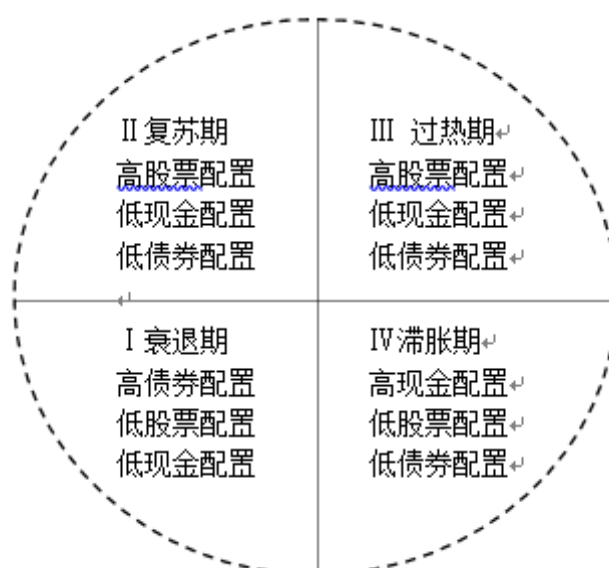 Ⅱ复苏期
高股票配置
低现金配置
低债券配置
Ⅲ 过热期
高股票配置
低现金配置
低债券配置
Ⅰ衰退期
高债券配置
低股票配置
低现金配置
Ⅳ滞胀期
高现金配置
低股票配置
低债券配置